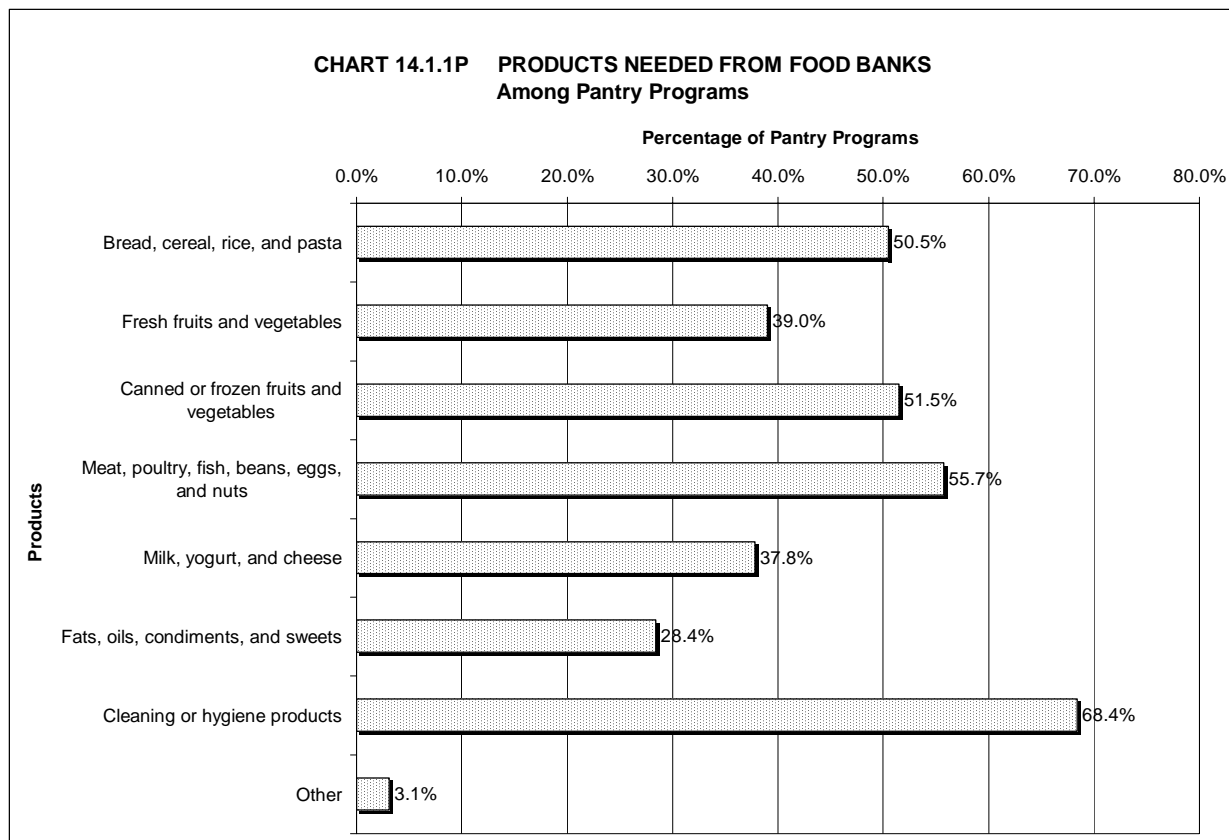 CHART 14.1.1P PRODUCTS NEEDED FROM FOOD BANKS
Among Pantry Programs
Percentage of Pantry Programs
0.0% 10.0% 20.0% 30.0% 40.0% 50.0% 60.0% 70.0% 80.0%
Products
Bread, cereal, rice, and pasta 50.5%
Fresh fruits and vegetables 39.0%
Canned or frozen fruits and
vegetables 51.5%
Meat, poultry, fish, beans, eggs,
and nuts 55.7%
Milk, yogurt, and cheese 37.8%
Fats, oils, condiments, and sweets 28.4%
Cleaning or hygiene products 68.4%
Other 3.1%